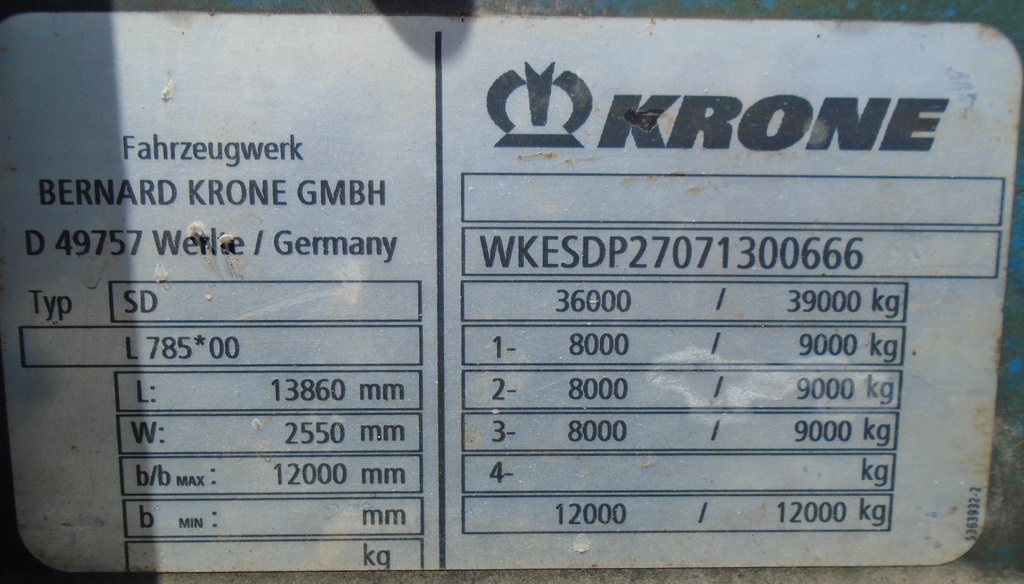 Fahrzeugwerk
BERNARD KRONE GMBH
D 49757 Werlte / Germany
Typ SD
L 785*00
L: 13860 mm
W: 2550 mm
b/b MAX : 12000 mm
b MIN : mm
kg
KRONE
WKESDP27071300666
36000 / 39000 kg
1- 8000 / 9000 kg
2- 8000 / 9000 kg
3- 8000 / 9000 kg
4- kg
12000 / 12000 kg
5363932-2